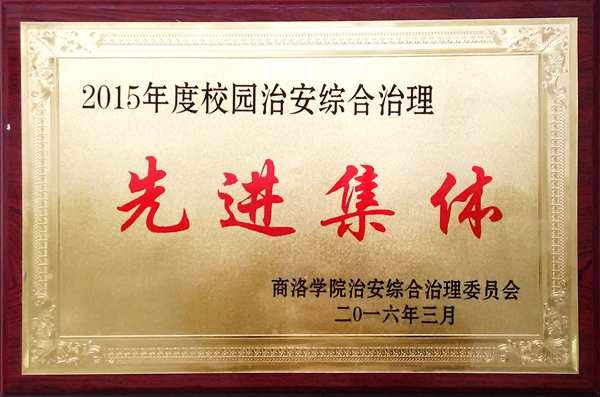 2015年度校园治安综合治理
先进集体
商洛学院治安综合治理委员会
二〇一六年三月